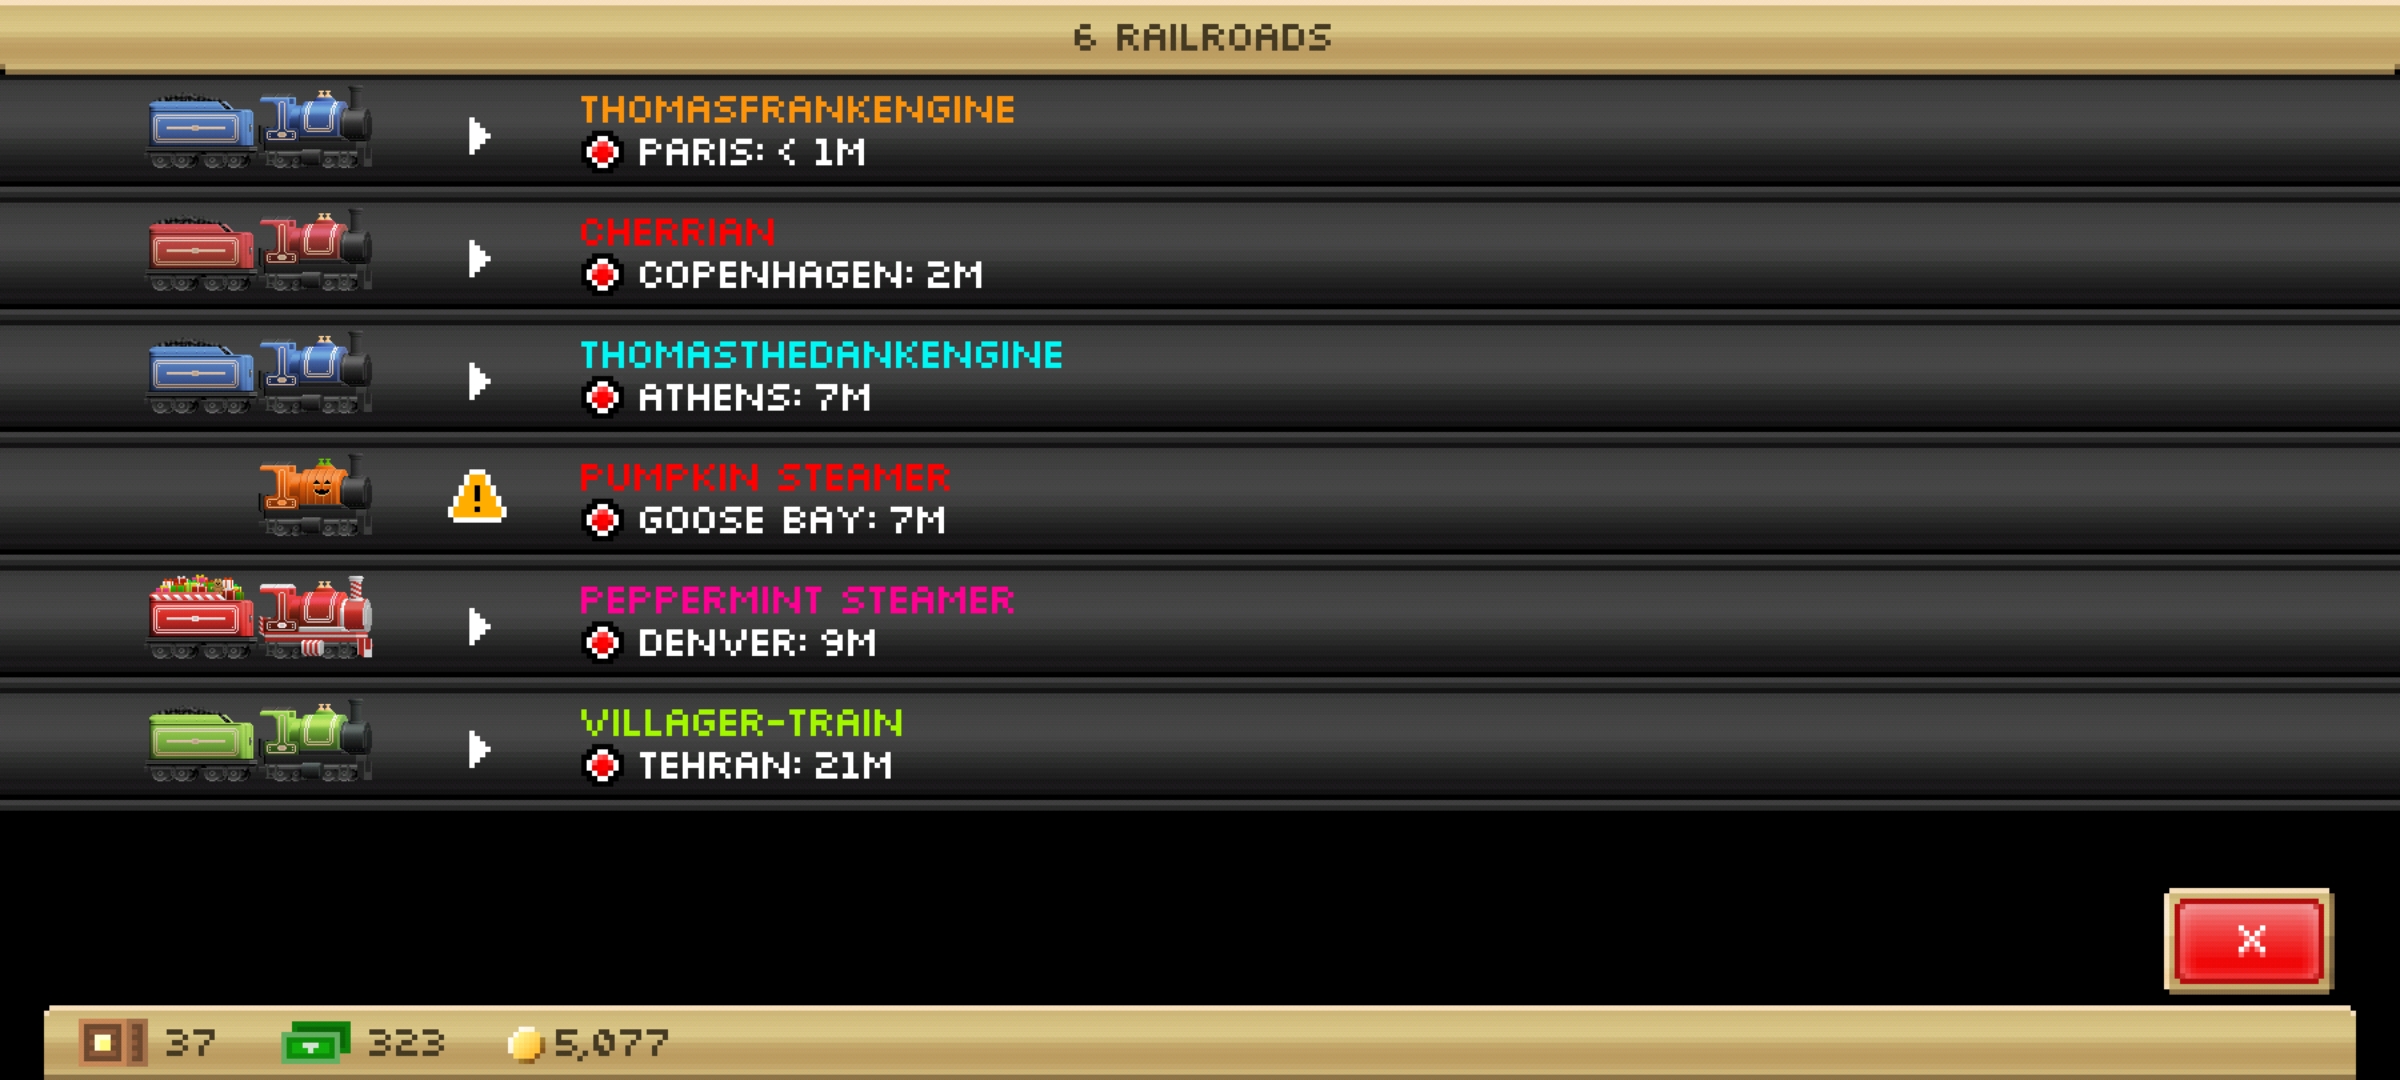 6 RAILROADS
THOMASFRANKENGINE
PARIS: < 1M
CHERRIAN
COPENHAGEN: 2M
THOMASTHEDANKENGINE
ATHENS: 7M
PUMPKIN STEAMER
GOOSE BAY: 7M
PEPPERMINT STEAMER
DENVER: 9M
VILLAGER-TRAIN
TEHRAN: 21M
37 323 5,077